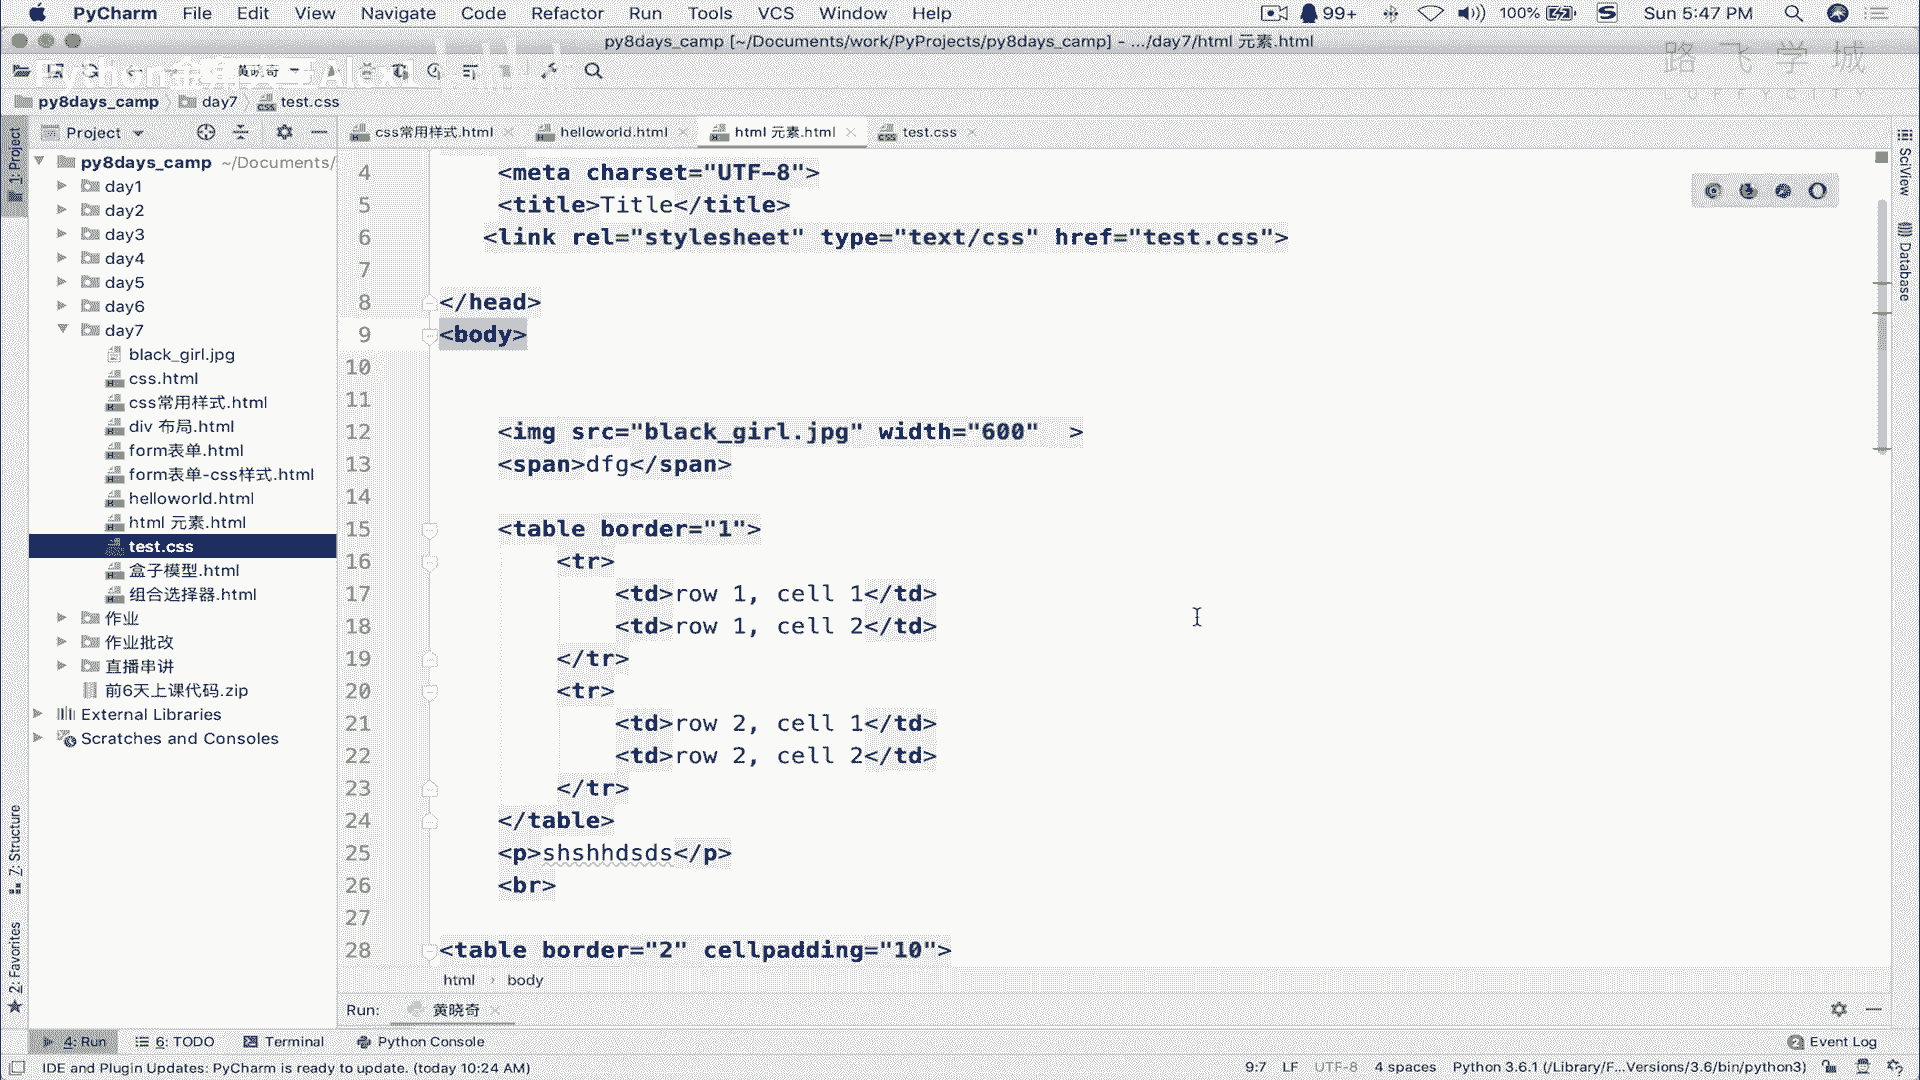 PyCharm File Edit View Navigate Code Refactor Run Tools VCS Window Help 99+ 100% Sun 5:47 PM
py8days_camp [~/Documents/work/PyProjects/py8days_camp] - .../day7/html 元素.html
黄晓奇
路飞学城
LUFFYCITY
py8days_camp day7 test.css
1: Project
Project
css常用样式.html helloworld.html html 元素.html test.css
py8days_camp ~/Documents/
day1
day2
day3
day4
day5
day6
day7
black_girl.jpg
css.html
css常用样式.html
div 布局.html
form表单.html
form表单-css样式.html
helloworld.html
html 元素.html
test.css
盒子模型.html
组合选择器.html
作业
作业批改
直播串讲
前6天上课代码.zip
External Libraries
Scratches and Consoles
4 <meta charset="UTF-8">
5 <title>Title</title>
6 <link rel="stylesheet" type="text/css" href="test.css">
7
8 </head>
9 <body>
10
11
12 <img src="black_girl.jpg" width="600"  >
13 <span>dfg</span>
14
15 <table border="1">
16 <tr>
17 <td>row 1, cell 1</td>
18 <td>row 1, cell 2</td>
19 </tr>
20 <tr>
21 <td>row 2, cell 1</td>
22 <td>row 2, cell 2</td>
23 </tr>
24 </table>
25 <p>shshhdsds</p>
26 <br>
27
28 <table border="2" cellpadding="10">
html › body
SciView
Database
7: Structure
2: Favorites
Run: 黄晓奇
4: Run 6: TODO Terminal Python Console 2 Event Log
IDE and Plugin Updates: PyCharm is ready to update. (today 10:24 AM) 9:7 LF UTF-8 4 spaces Python 3.6.1 (/Library/F...Versions/3.6/bin/python3)